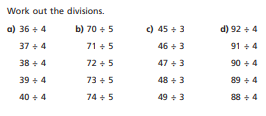 Work out the divisions.
a) 36 ÷ 4 b) 70 ÷ 5 c) 45 ÷ 3 d) 92 ÷ 4
37 ÷ 4 71 ÷ 5 46 ÷ 3 91 ÷ 4
38 ÷ 4 72 ÷ 5 47 ÷ 3 90 ÷ 4
39 ÷ 4 73 ÷ 5 48 ÷ 3 89 ÷ 4
40 ÷ 4 74 ÷ 5 49 ÷ 3 88 ÷ 4